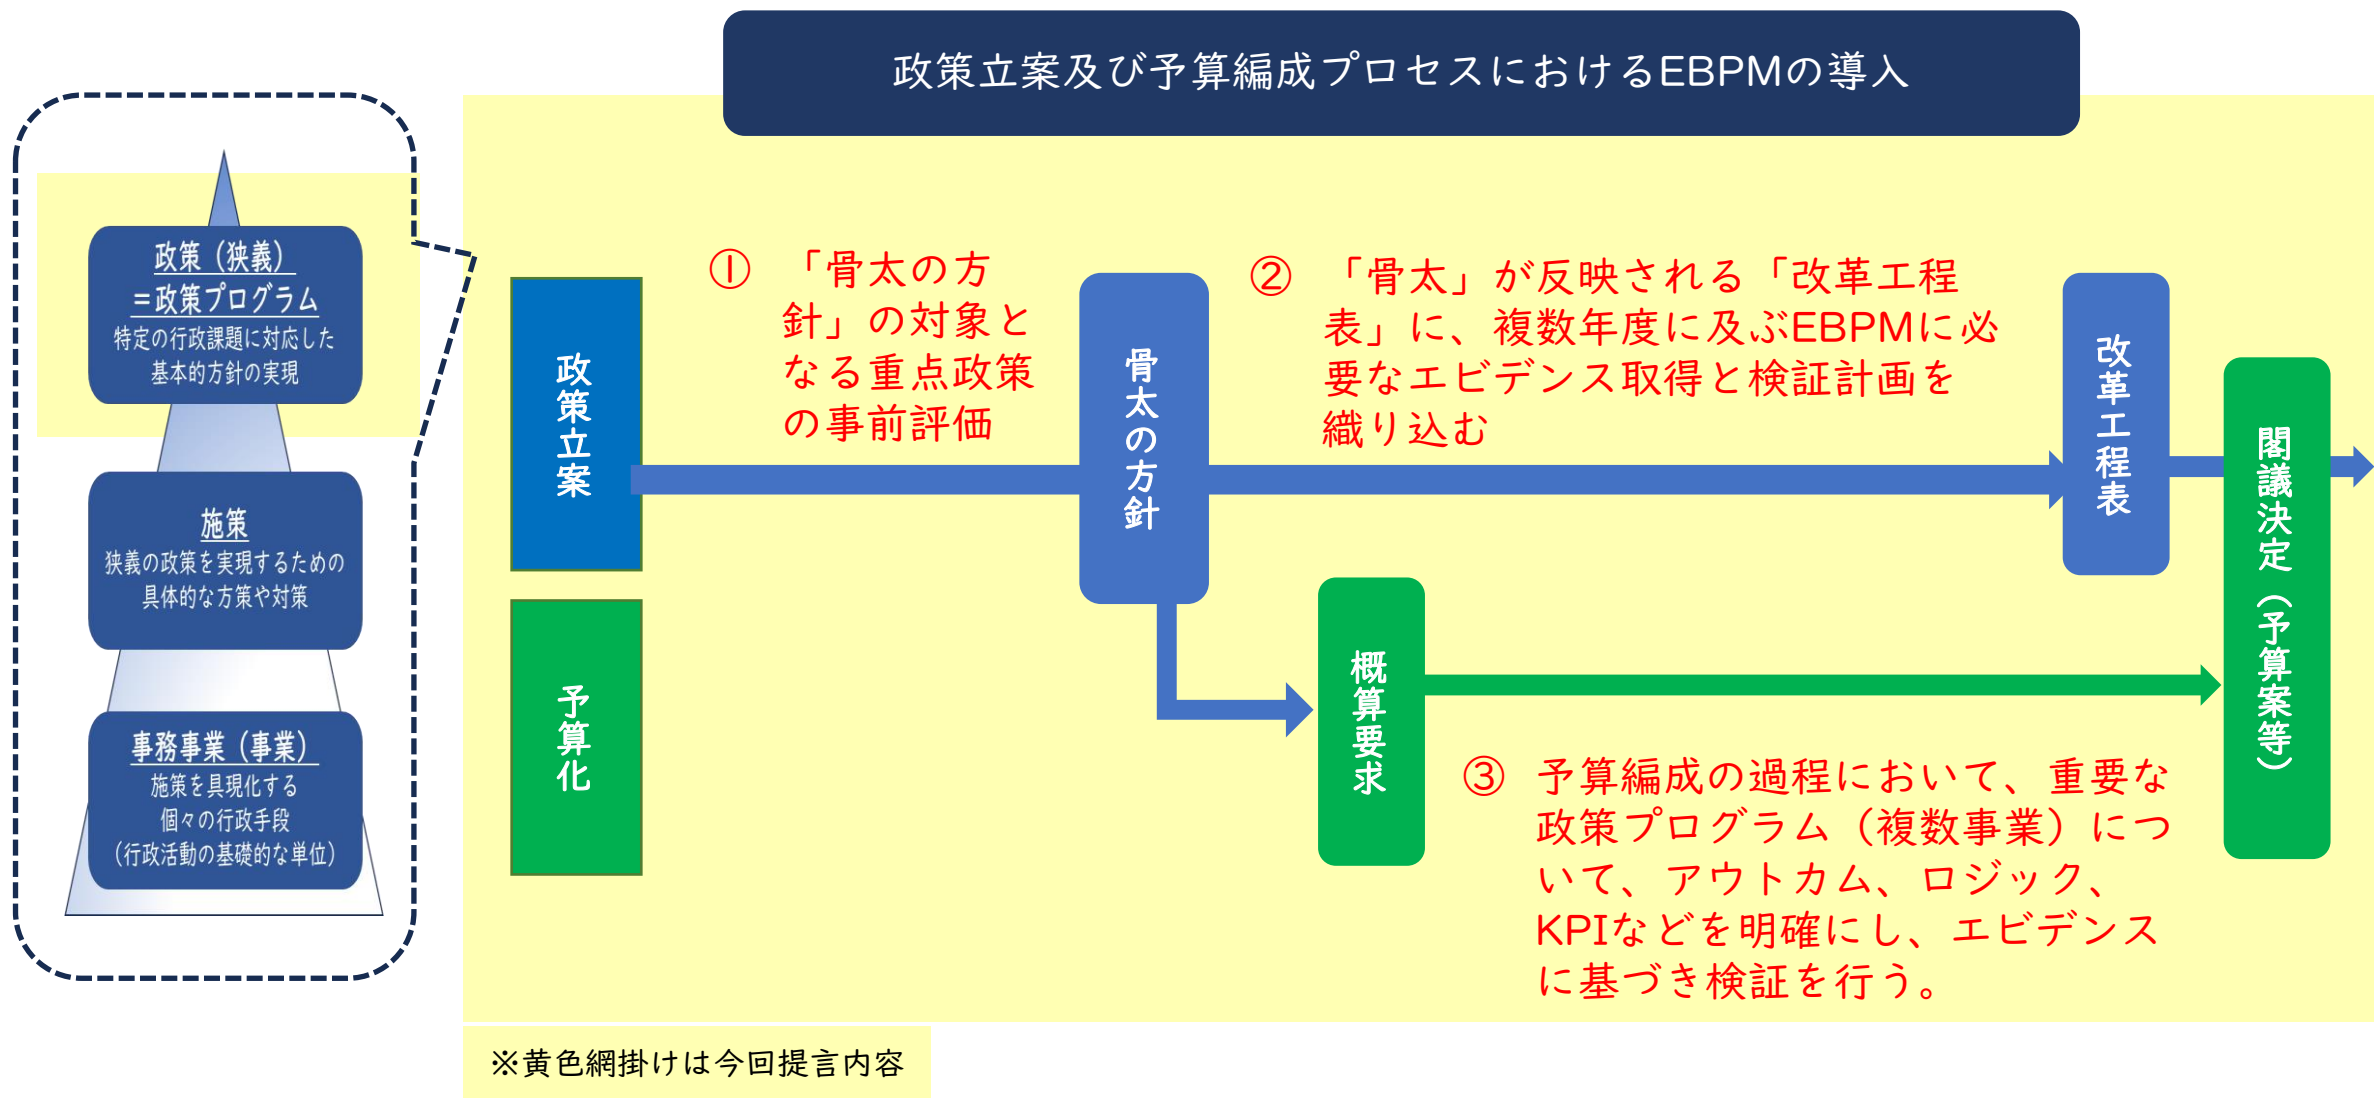 政策立案及び予算編成プロセスにおけるEBPMの導入
政策（狭義）
＝政策プログラム
特定の行政課題に対応した
基本的方針の実現
施策
狭義の政策を実現するための
具体的な方策や対策
事務事業（事業）
施策を具現化する
個々の行政手段
（行政活動の基礎的な単位）
政策立案
予算化
① 「骨太の方
針」の対象と
なる重点政策
の事前評価
骨太の方針
② 「骨太」が反映される「改革工程
表」に、複数年度に及ぶEBPMに必
要なエビデンス取得と検証計画を
織り込む
改革工程表
概算要求
閣議決定（予算案等）
③ 予算編成の過程において、重要な
政策プログラム（複数事業）につ
いて、アウトカム、ロジック、
KPIなどを明確にし、エビデンス
に基づき検証を行う。
※黄色網掛けは今回提言内容